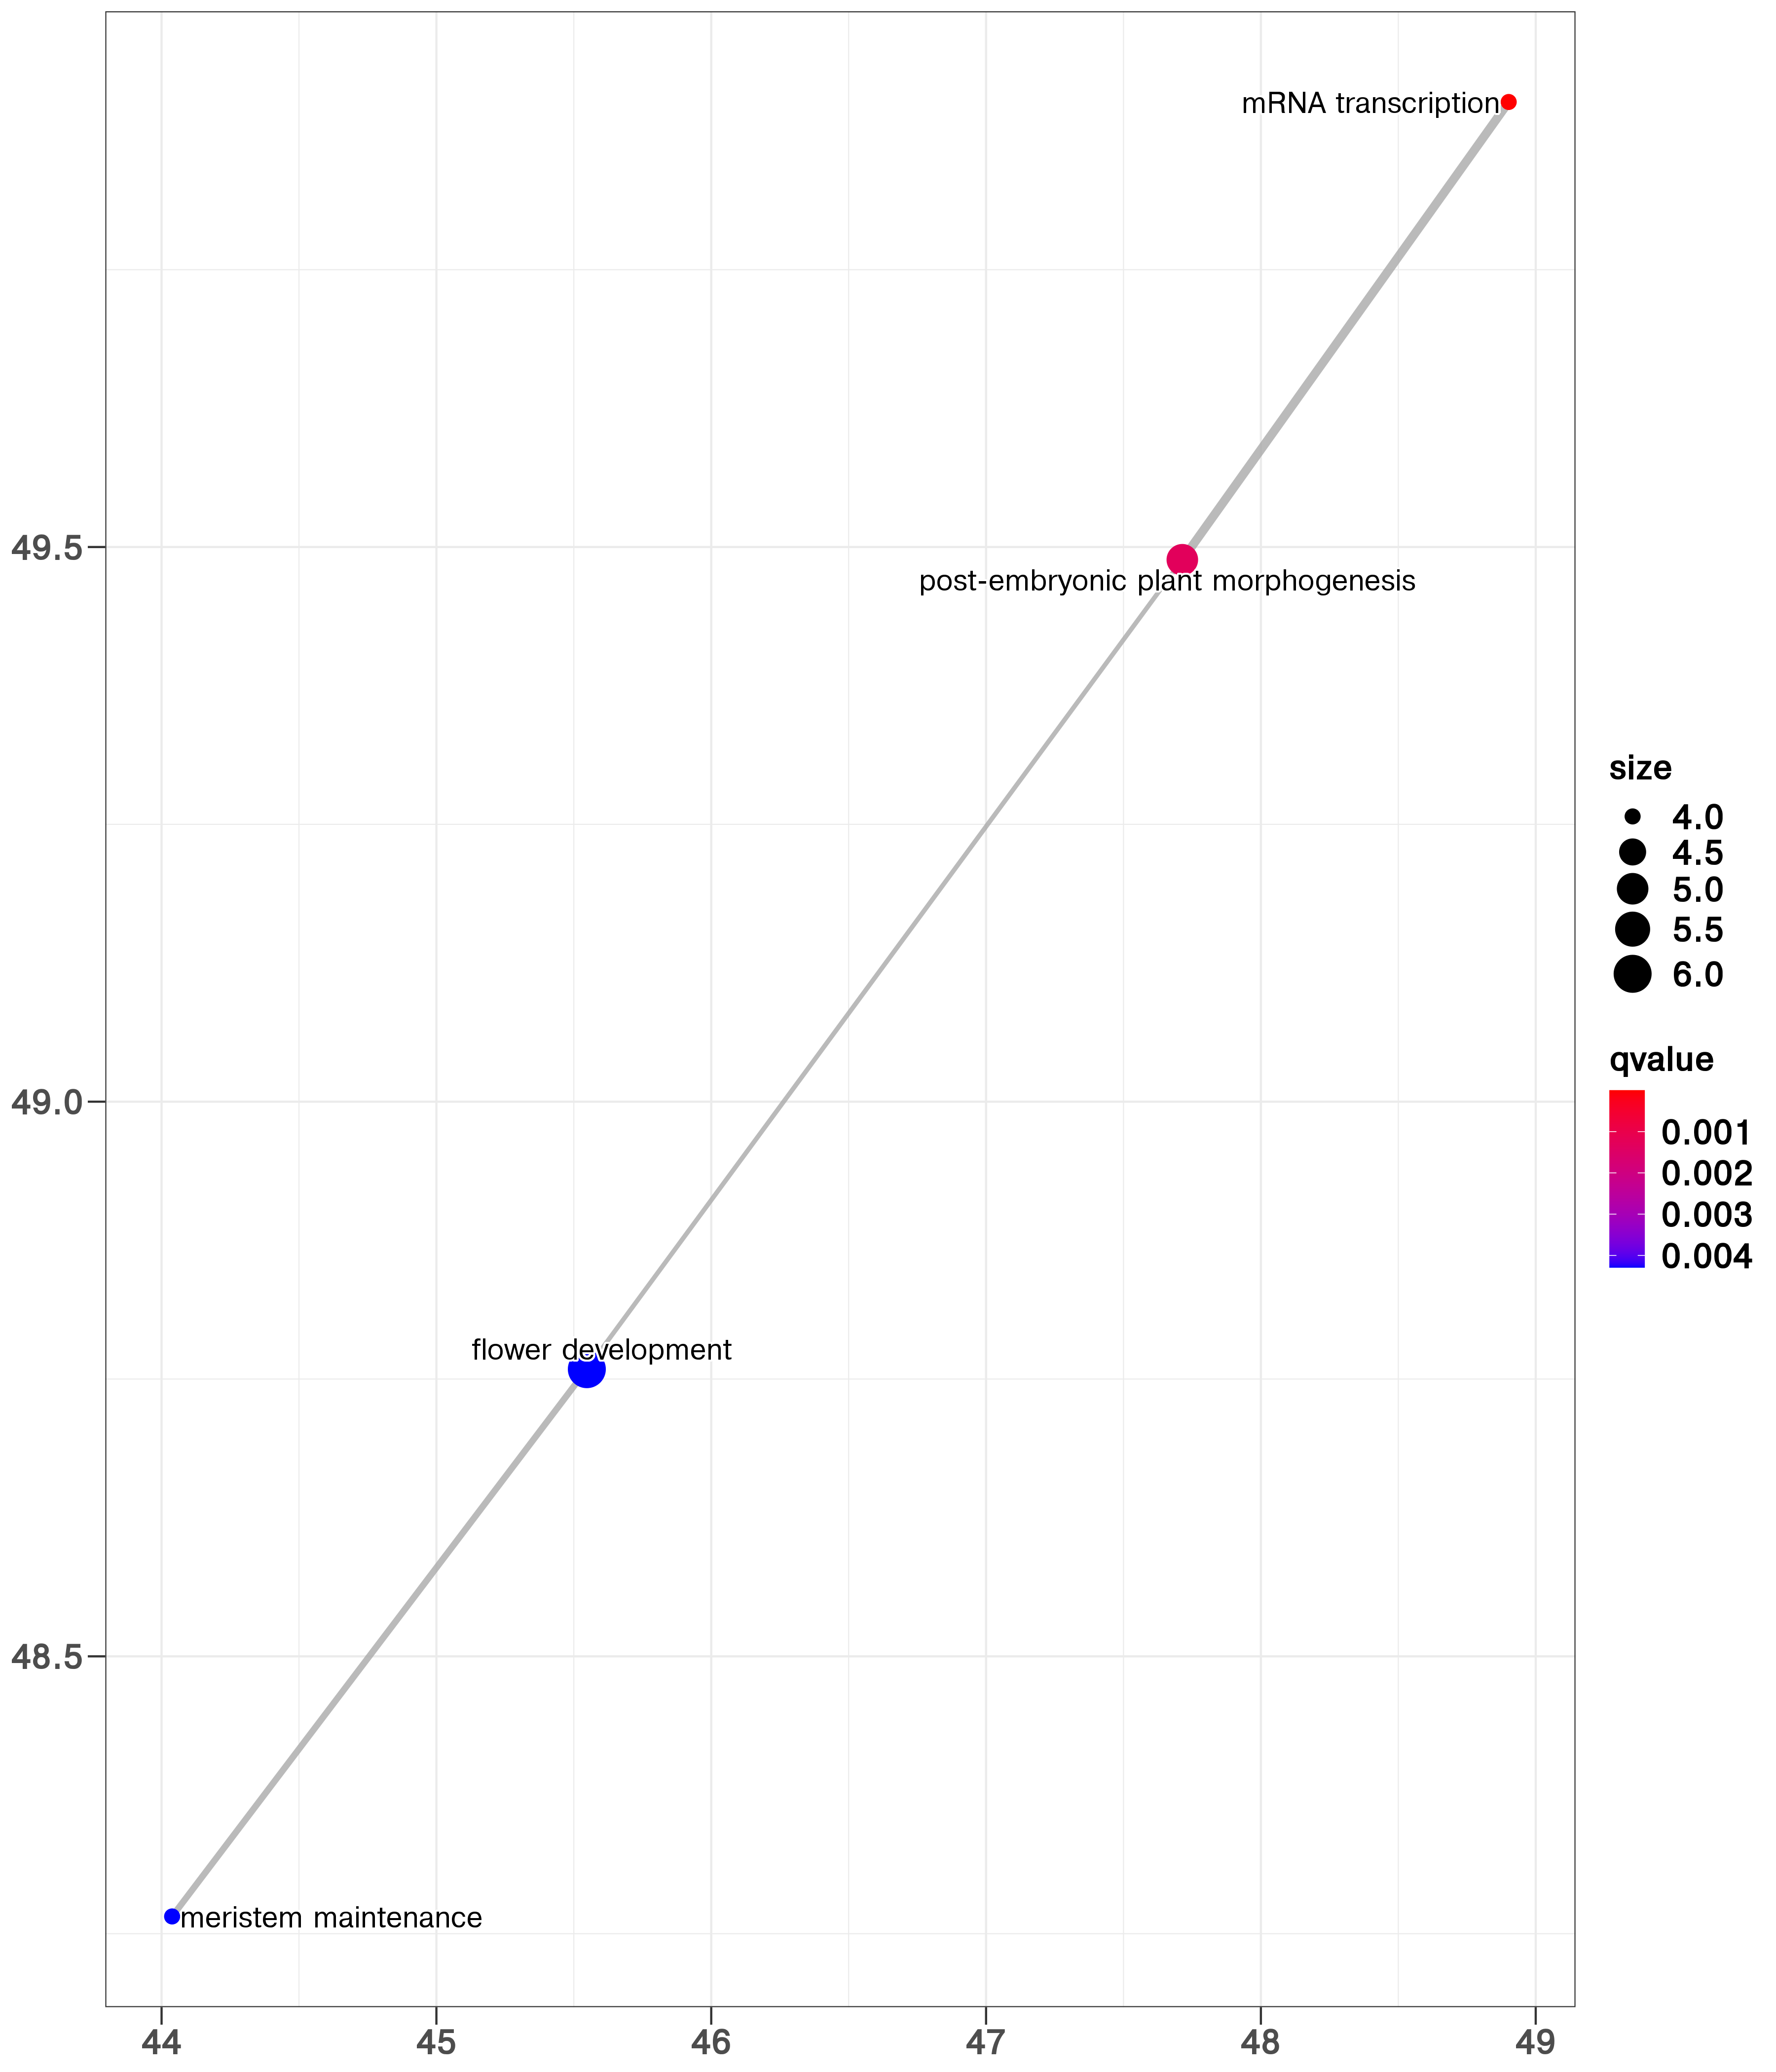 mRNA transcription
49.5
post-embryonic plant morphogenesis
size
4.0
4.5
5.0
5.5
6.0
qvalue
0.001
0.002
0.003
0.004
49.0
flower development
48.5
meristem maintenance
44 45 46 47 48 49